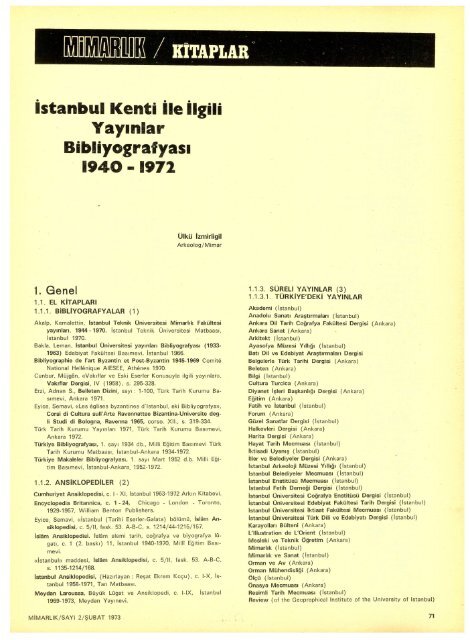 MİMARLIK / KİTAPLAR
İstanbul Kenti İle İlgili
Yayınlar
Bibliyografyası
1940 - 1972
Ülkü İzmirligil
Arkeolog/Mimar
1. Genel
1.1. EL KİTAPLARI
1.1.1. BİBLİYOGRAFYALAR (1)
Akalp, Kemalettin, İstanbul Teknik Üniversitesi Mimarlık Fakültesi
yayınları, 1944-1970. İstanbul Teknik Üniversitesi Matbaası,
İstanbul 1970.
Bakla, Leman, İstanbul Üniversitesi yayınları Bibliyografyası (1933-
1963). Edebiyat Fakültesi Basımevi, İstanbul 1966.
Bibliographie de l'art Byzantin et Post-Byzantin 1945-1969 Comité
National Hellénique AIESEE, Athènes 1970.
Cunbur, Müjgân, «Vakıflar ve Eski Eserler Konusuyla ilgili yayınlar».
Vakıflar Dergisi, IV (1958), s. 295-328.
Erzi, Adnan S., Belleten Dizini, sayı : 1-100, Türk Tarih Kurumu Ba-
sımevi, Ankara 1971.
Eyice, Semavi, «Les églises byzantines d'Istanbul, eki Bibliyografya»,
Corsi di Cultura sull'Arte Ravennatee Bizantina-Universite deg-
li Studi di Bologna, Ravenna 1965, corso. XII., s. 319-334.
Türk Tarih Kurumu Yayınları 1971, Türk Tarih Kurumu Basımevi,
Ankara 1972.
Türkiye Bibliyografyası, 1. sayı 1934 db., Milli Eğitim Basımevi Türk
Tarih Kurumu Matbaası, İstanbul-Ankara 1934-1972.
Türkiye Makaleler Bibliyografyası, 1. sayı Mart 1952 d.b. Milli Eği-
tim Basımevi, İstanbul-Ankara, 1952-1972.
1.1.2. ANSİKLOPEDİLER (2)
Cumhuriyet Ansiklopedisi, c. I - XI, İstanbul 1963-1972 Arkın Kitabevi.
Encyclopedia Britannica, c. 1 - 24, Chicago - London - Toronto,
1929-1957, William Benton Publishers.
Eyice, Semavi, «İstanbul (Tarihi Eserler-Galata) bölümü, İslâm An-
siklopedisi, c. 5/II, fask. 53. A-B-C, s. 1214/44-1215/157.
İslâm Ansiklopedisi. İslâm alemi tarih, coğrafya ve biyografya lû-
gatı, c. 1 (2. baskı) 11, İstanbul 1940-1970, Milli Eğitim Bası-
mevi.
«İstanbul» maddesi, İslâm Ansiklopedisi, c. 5/II, fask. 53. A-B-C,
s. 1135-1214/158.
İstanbul Ansiklopedisi, (Hazırlayan : Reşat Ekrem Koçu), c. I-X, İs-
tanbul 1958-1971, Tan Matbaası.
Meydan Larousse, Büyük Lûgat ve Ansiklopedi, c. I-IX, İstanbul
1969-1973, Meydan Yayınevi.
1.1.3. SÜRELİ YAYINLAR (3)
1.1.3.1. TÜRKİYE'DEKİ YAYINLAR
Akademi (İstanbul)
Anadolu Sanatı Araştırmaları (İstanbul)
Ankara Dil Tarih Coğrafya Fakültesi Dergisi (Ankara)
Ankara Sanat (Ankara)
Arkitekt (İstanbul)
Ayasofya Müzesi Yıllığı (İstanbul)
Batı Dil ve Edebiyat Araştırmaları Dergisi
Belgelerle Türk Tarihi Dergisi (Ankara)
Belleten (Ankara)
Bilgi (İstanbul)
Cultura Turcica (Ankara)
Diyanet İşleri Başkanlığı Dergisi (Ankara)
Eğitim (Ankara)
Fatih ve İstanbul (İstanbul)
Forum (Ankara)
Güzel Sanatlar Dergisi (İstanbul)
Halkevleri Dergisi (Ankara)
Harita Dergisi (Ankara)
Hayat Tarih Mecmuası (İstanbul)
İktisadi Uyanış (İstanbul)
İller ve Belediyeler Dergisi (Ankara)
İstanbul Arkeoloji Müzesi Yıllığı (İstanbul)
İstanbul Belediyeler Mecmuası (İstanbul)
İstanbul Enstitüsü Mecmuası (İstanbul)
İstanbul Fetih Derneği Dergisi (İstanbul)
İstanbul Üniversitesi Coğrafya Enstitüsü Dergisi (İstanbul)
İstanbul Üniversitesi Tarih Dergisi (İstanbul)
İstanbul Üniversitesi İktisat Fakültesi Mecmuası (İstanbul)
İstanbul Üniversitesi Türk Dili ve Edebiyatı Dergisi (İstanbul)
Karayolları Bülteni (Ankara)
L'Illustration de L'Orient (İstanbul)
Mesleki ve Teknik Öğretim (Ankara)
Mimarlık (İstanbul)
Mimarlık ve Sanat (İstanbul)
Orman ve Av (Ankara)
Orman Mühendisliği (Ankara)
Ölçü (İstanbul)
Önasya Mecmuası (Ankara)
Resimli Tarih Mecmuası (İstanbul)
Review (of the Geographical Institute of the University of İstanbul)
MİMARLIK/SAYI 2/ŞUBAT 1973
71